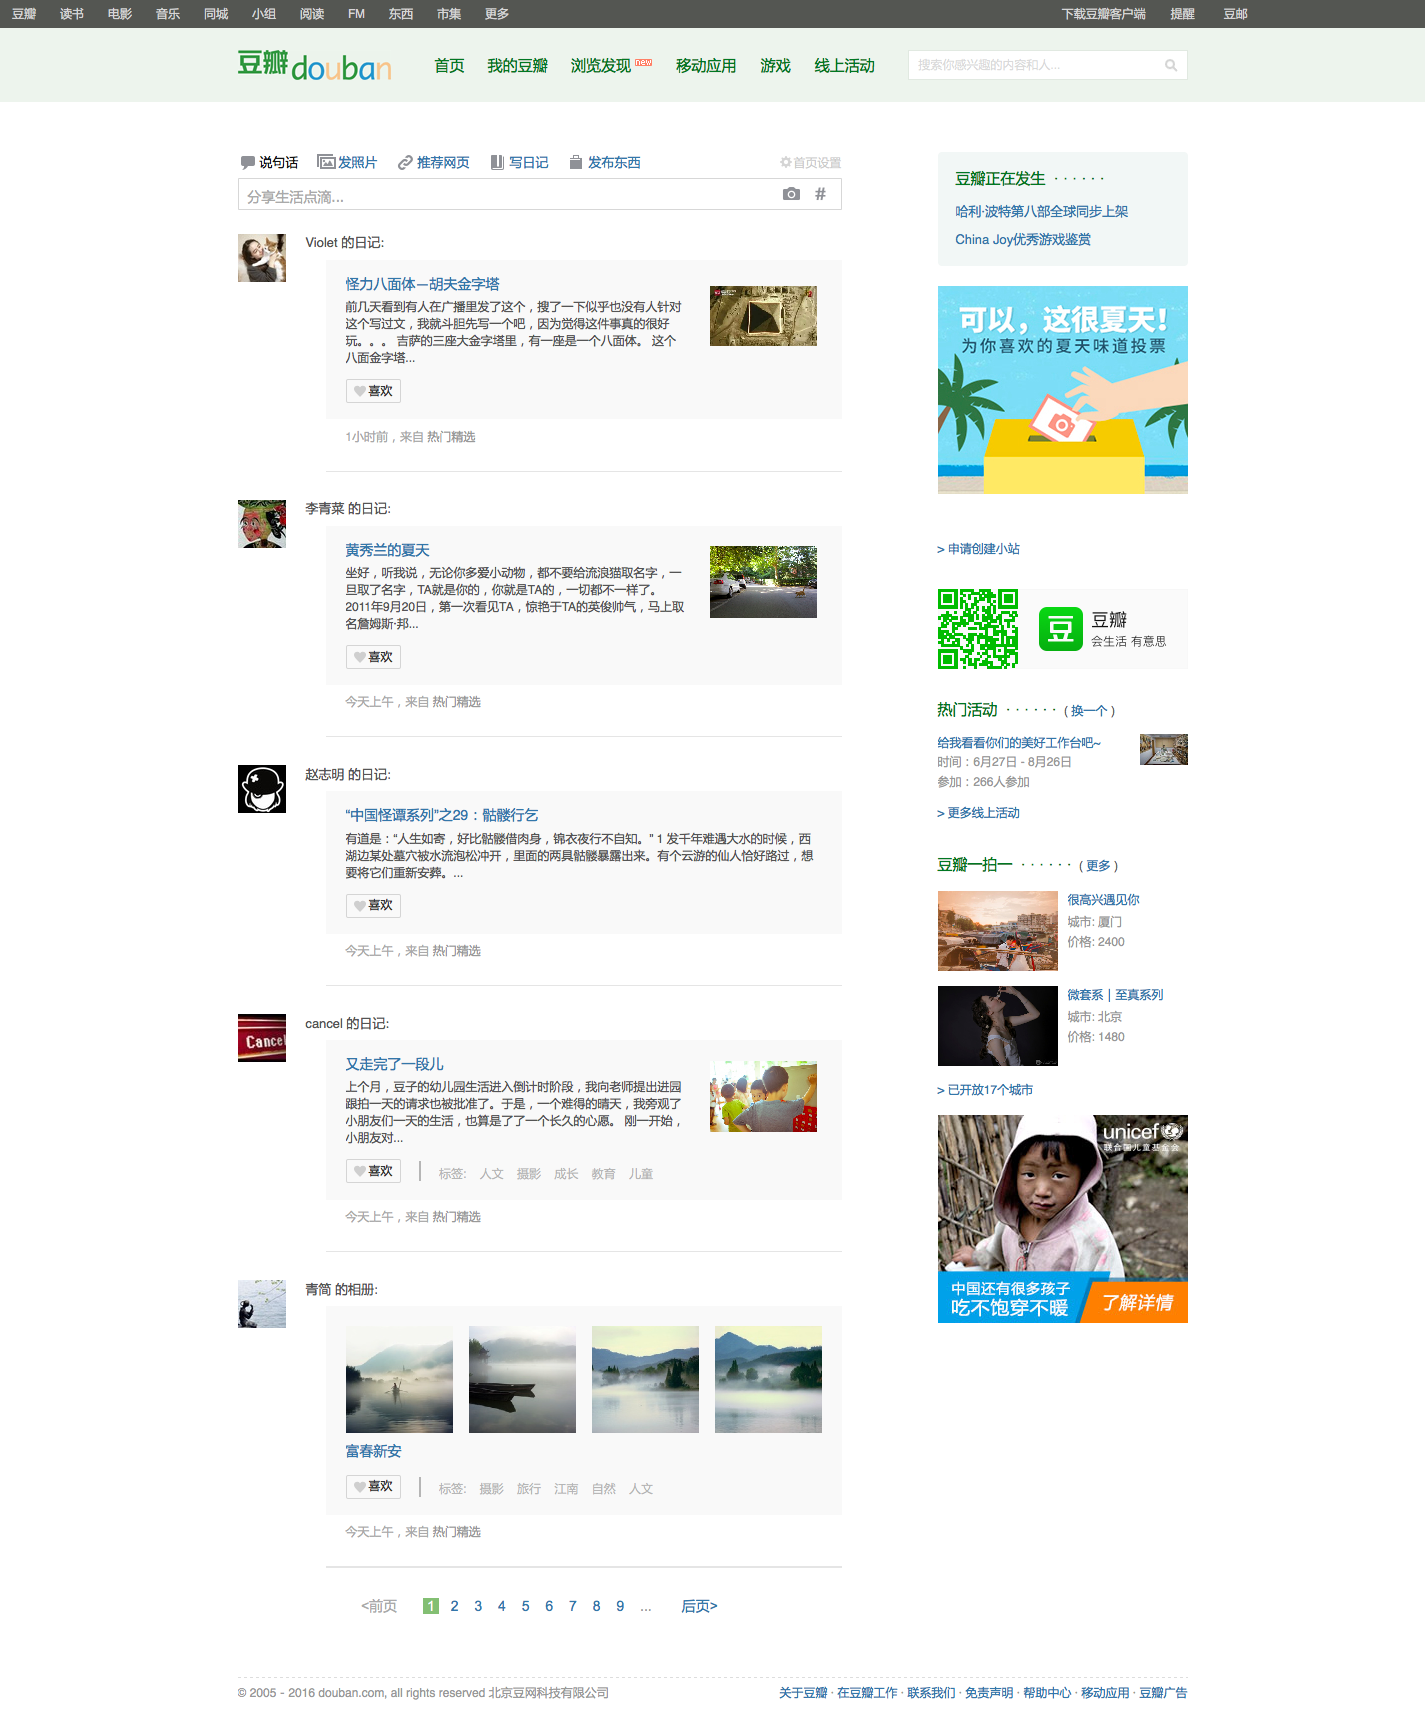 豆瓣 读书 电影 音乐 同城 小组 阅读 FM 东西 市集 更多 下载豆瓣客户端 提醒 豆邮
豆瓣douban 首页 我的豆瓣 浏览发现 new 移动应用 游戏 线上活动 搜索你感兴趣的内容和人...
说句话 发照片 推荐网页 写日记 发布东西 首页设置
分享生活点滴... #
Violet 的日记:
怪力八面体—胡夫金字塔
前几天看到有人在广播里发了这个，搜了一下似乎也没有人针对
这个写过文，我就斗胆先写一个吧，因为觉得这件事真的很好
玩。。。 吉萨的三座大金字塔里，有一座是一个八面体。 这个
八面金字塔...
喜欢
1小时前，来自 热门精选
李青菜 的日记:
黄秀兰的夏天
坐好，听我说，无论你多爱小动物，都不要给流浪猫取名字，一
旦取了名字，TA就是你的，你就是TA的，一切都不一样了。
2011年9月20日，第一次看见TA，惊艳于TA的英俊帅气，马上取
名詹姆斯·邦...
喜欢
今天上午，来自 热门精选
赵志明 的日记:
“中国怪谭系列”之29：骷髅行乞
有道是：“人生如寄，好比骷髅借肉身，锦衣夜行不自知。” 1 发千年难遇大水的时候，西
湖边某处墓穴被水流泡松冲开，里面的两具骷髅暴露出来。有个云游的仙人恰好路过，想
要将它们重新安葬。...
喜欢
今天上午，来自 热门精选
Cancel
cancel 的日记:
又走完了一段儿
上个月，豆子的幼儿园生活进入倒计时阶段，我向老师提出进园
跟拍一天的请求也被批准了。于是，一个难得的晴天，我旁观了
小朋友们一天的生活，也算是了了一个长久的心愿。 刚一开始，
小朋友对...
喜欢 标签: 人文 摄影 成长 教育 儿童
今天上午，来自 热门精选
青简 的相册:
富春新安
喜欢 标签: 摄影 旅行 江南 自然 人文
今天上午，来自 热门精选
<前页 1 2 3 4 5 6 7 8 9 ... 后页>
豆瓣正在发生 · · · · · ·
哈利·波特第八部全球同步上架
China Joy优秀游戏鉴赏
可以，这很夏天!
为你喜欢的夏天味道投票
> 申请创建小站
豆 豆瓣
会生活 有意思
热门活动 · · · · · · ( 换一个 )
给我看看你们的美好工作台吧~
时间：6月27日 - 8月26日
参加：266人参加
> 更多线上活动
豆瓣一拍一 · · · · · · ( 更多 )
很高兴遇见你
城市: 厦门
价格: 2400
微套系｜至真系列
城市: 北京
价格: 1480
> 已开放17个城市
unicef
联合国儿童基金会
中国还有很多孩子
吃不饱穿不暖
了解详情
© 2005 - 2016 douban.com, all rights reserved 北京豆网科技有限公司
关于豆瓣 · 在豆瓣工作 · 联系我们 · 免责声明 · 帮助中心 · 移动应用 · 豆瓣广告